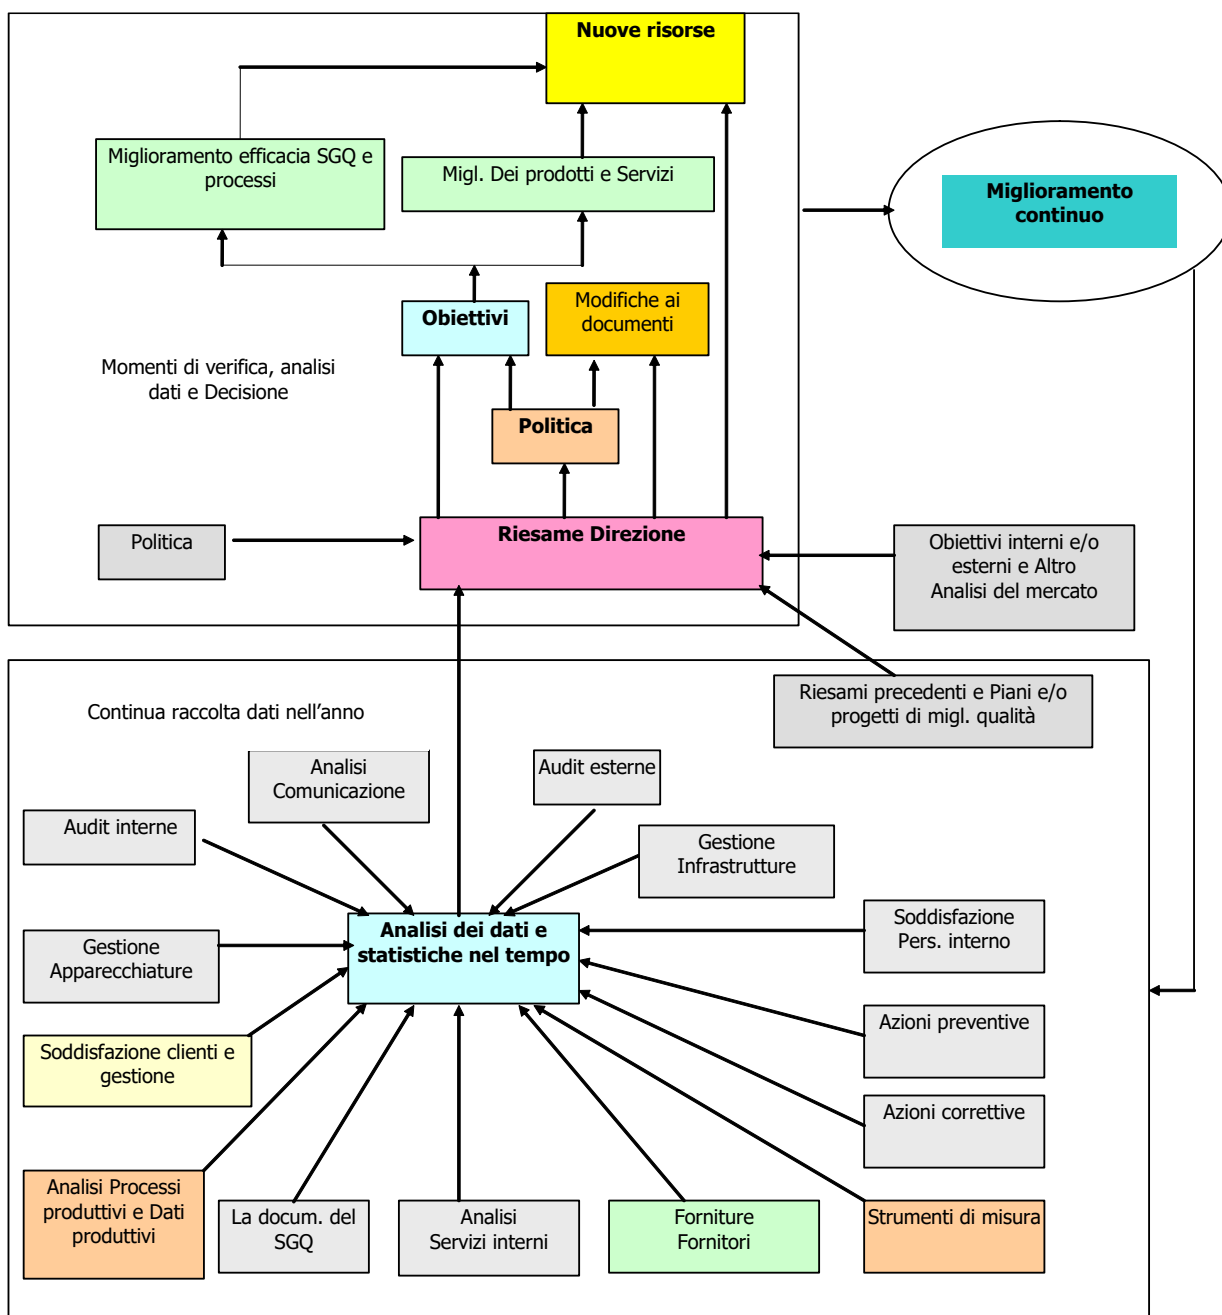 Nuove risorse
Miglioramento efficacia SGQ e
processi
Migl. Dei prodotti e Servizi
Miglioramento
continuo
Obiettivi
Modifiche ai
documenti
Momenti di verifica, analisi
dati e Decisione
Politica
Riesame Direzione
Politica
Obiettivi interni e/o
esterni e Altro
Analisi del mercato
Riesami precedenti e Piani e/o
progetti di migl. qualità
Continua raccolta dati nell’anno
Analisi
Comunicazione
Audit esterne
Audit interne
Gestione
Infrastrutture
Analisi dei dati e
statistiche nel tempo
Soddisfazione
Pers. interno
Gestione
Apparecchiature
Azioni preventive
Soddisfazione clienti e
gestione
Azioni correttive
Analisi Processi
produttivi e Dati
produttivi
La docum. del
SGQ
Analisi
Servizi interni
Forniture
Fornitori
Strumenti di misura